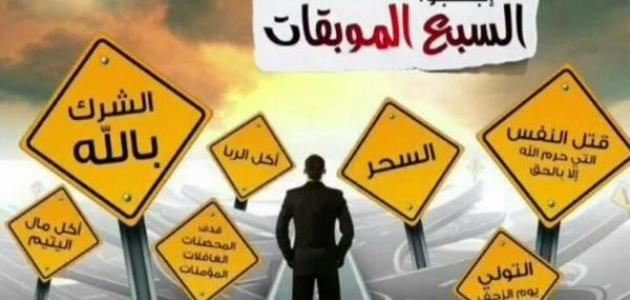 السبع الموبقات
الشرك
بالله
أكل الربا
السحر
قتل النفس
التي حرم الله
إلا بالحق
أكل مال
اليتيم
قذف
المحصنات
الغافلات
المؤمنات
التولي
يوم الزحف